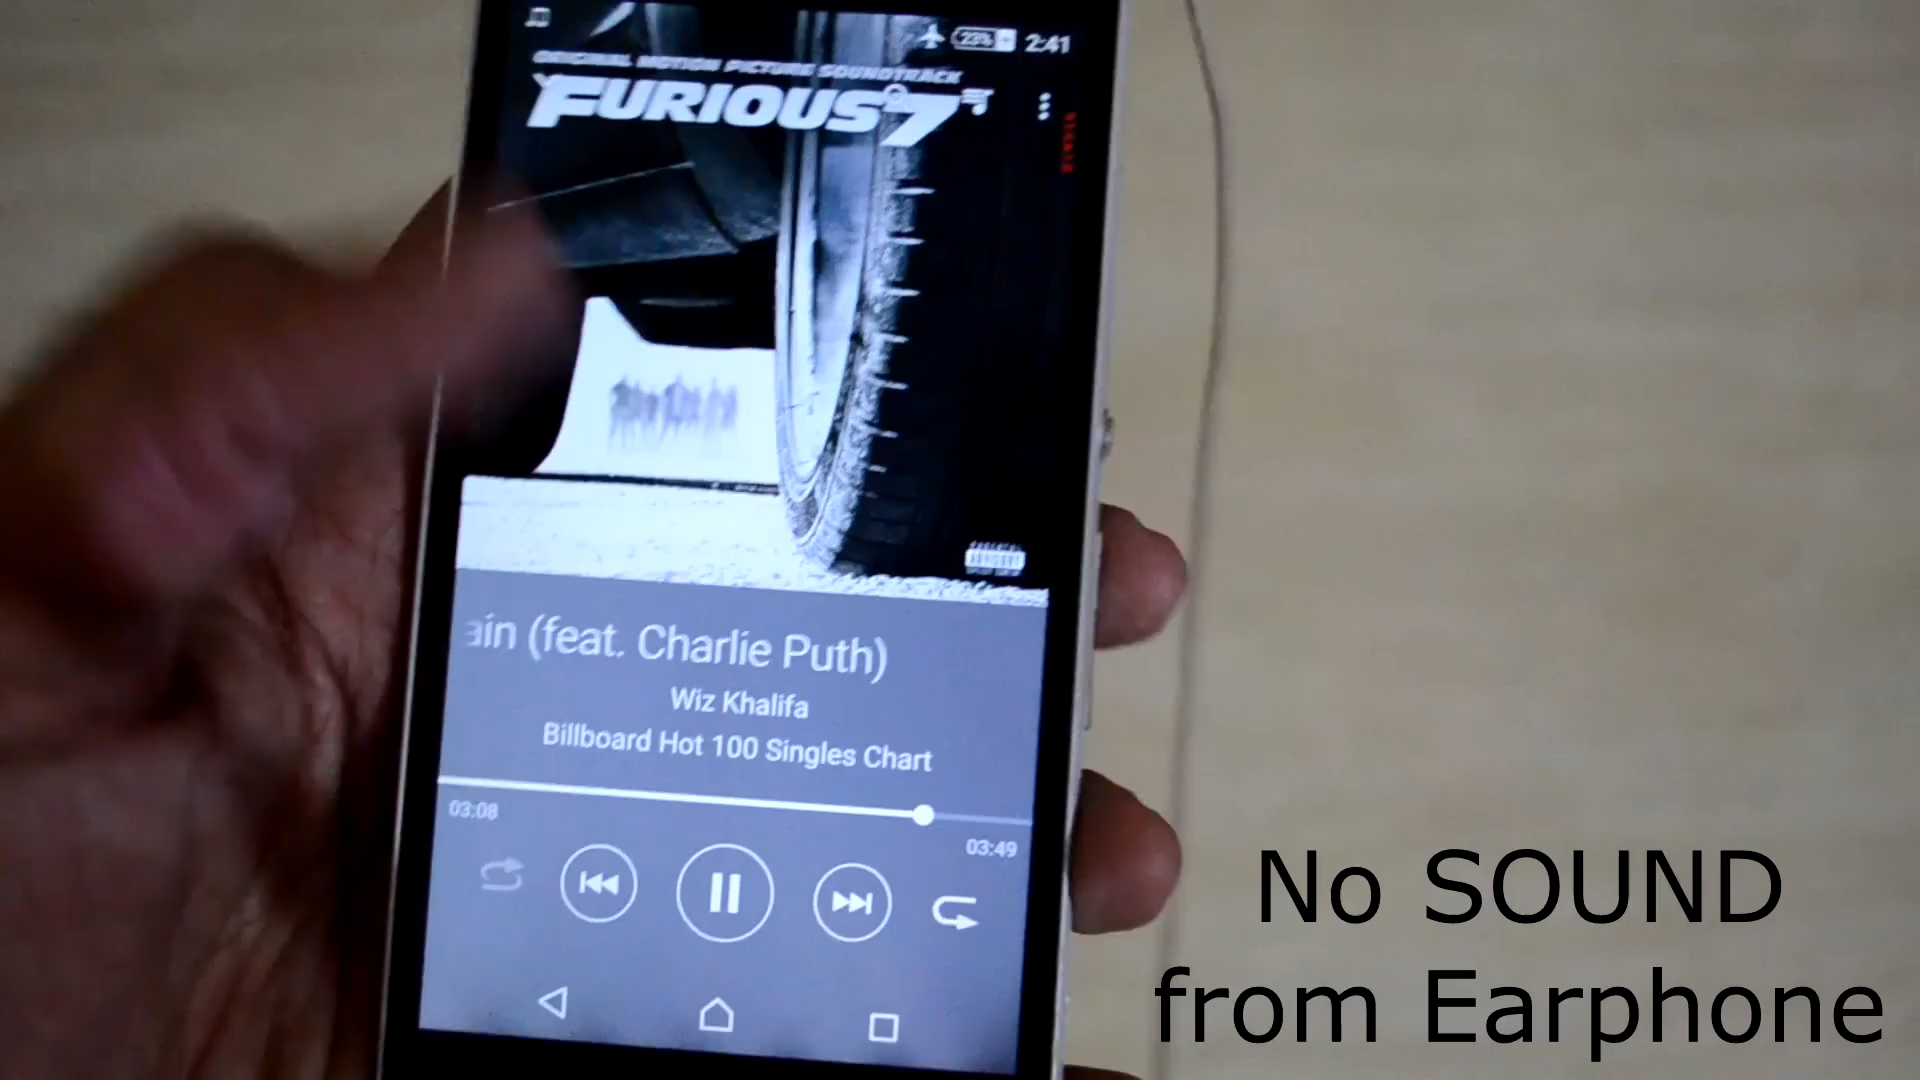 23% 2:41
ORIGINAL MOTION PICTURE SOUNDTRACK
FURIOUS 7
ain (feat. Charlie Puth)
Wiz Khalifa
Billboard Hot 100 Singles Chart
03:08
03:49
No SOUND
from Earphone